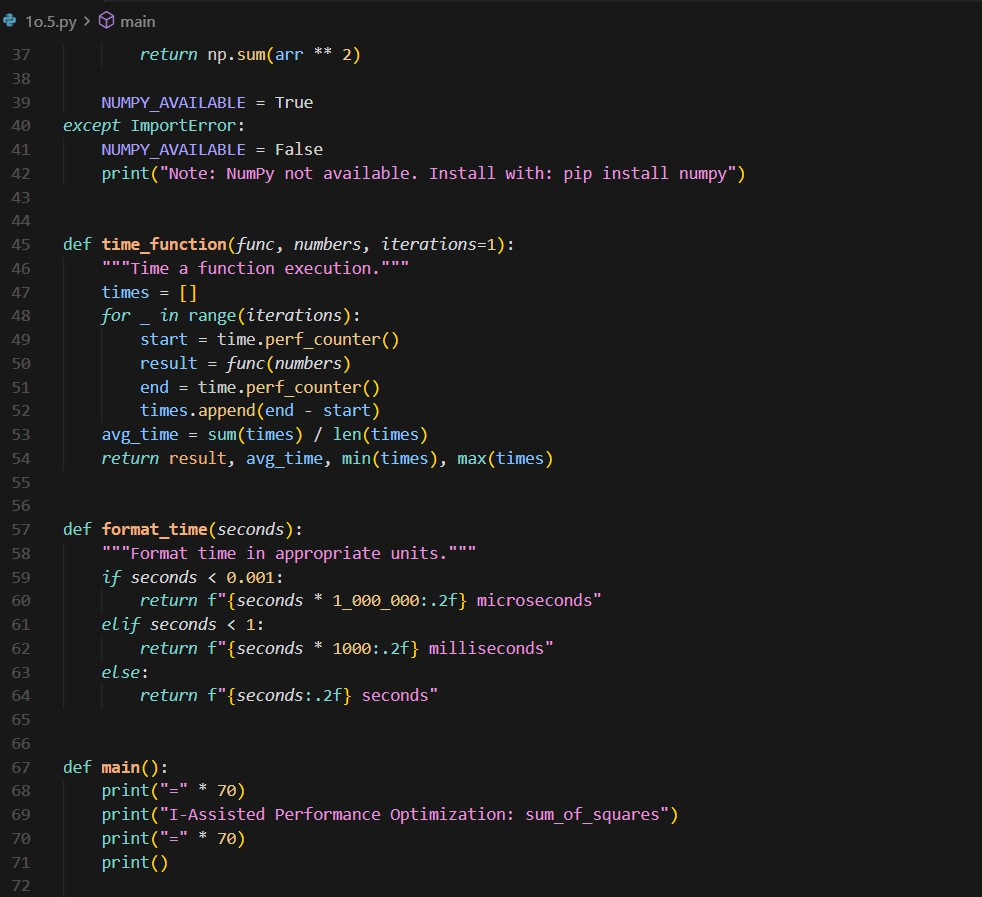 1o.5.py > main
37             return np.sum(arr ** 2)
38
39         NUMPY_AVAILABLE = True
40     except ImportError:
41         NUMPY_AVAILABLE = False
42         print("Note: NumPy not available. Install with: pip install numpy")
43
44
45     def time_function(func, numbers, iterations=1):
46         """Time a function execution."""
47         times = []
48         for _ in range(iterations):
49             start = time.perf_counter()
50             result = func(numbers)
51             end = time.perf_counter()
52             times.append(end - start)
53         avg_time = sum(times) / len(times)
54         return result, avg_time, min(times), max(times)
55
56
57     def format_time(seconds):
58         """Format time in appropriate units."""
59         if seconds < 0.001:
60             return f"{seconds * 1_000_000:.2f} microseconds"
61         elif seconds < 1:
62             return f"{seconds * 1000:.2f} milliseconds"
63         else:
64             return f"{seconds:.2f} seconds"
65
66
67     def main():
68         print("=" * 70)
69         print("I-Assisted Performance Optimization: sum_of_squares")
70         print("=" * 70)
71         print()
72